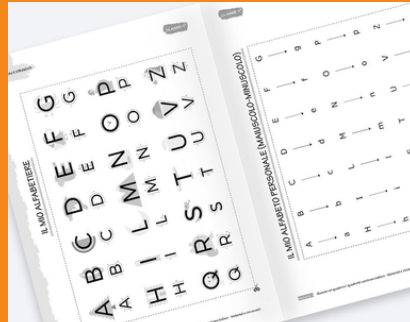 IL MIO ALFABETIERE
A A B B C C D D E E F F G G
H H I I L L M M N N O O P P
Q Q R R S S T T U U V V Z Z
IL MIO ALFABETO PERSONALE (MAIUSCOLO-MINUSCOLO)
A B C D E F G
a b c d e f g
H I L M N O P
h i l m n o p
T U V